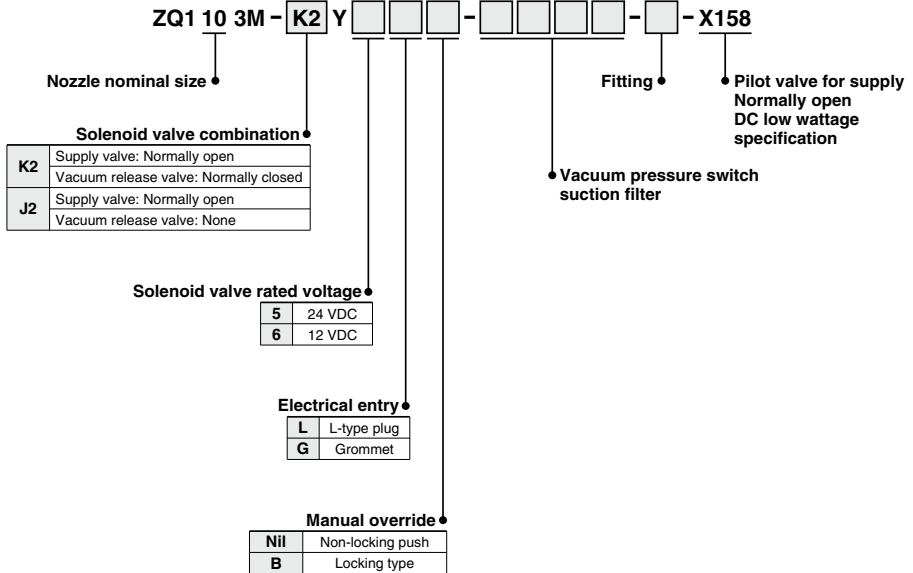 ZQ1 10 3M – K2 Y – – – X158
Nozzle nominal size
Fitting
Pilot valve for supply
Normally open
DC low wattage
specification
Solenoid valve combination
K2 Supply valve: Normally open
Vacuum release valve: Normally closed
J2 Supply valve: Normally open
Vacuum release valve: None
Vacuum pressure switch
suction filter
Solenoid valve rated voltage
5 24 VDC
6 12 VDC
Electrical entry
L L-type plug
G Grommet
Manual override
Nil Non-locking push
B Locking type